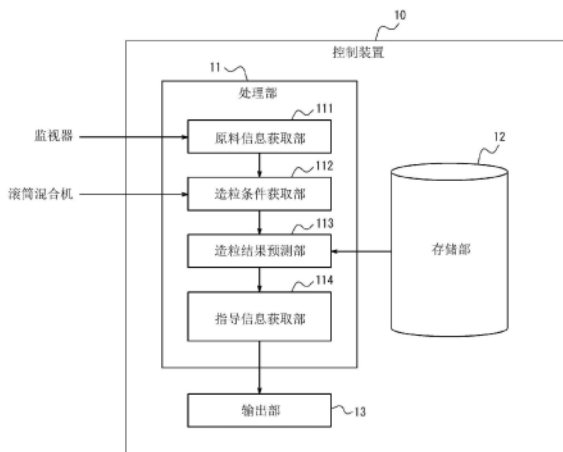 10
控制装置
11
处理部
111
监视器
原料信息获取部
112
12
滚筒混合机
造粒条件获取部
113
造粒结果预测部
存储部
114
指导信息获取部
输出部
13